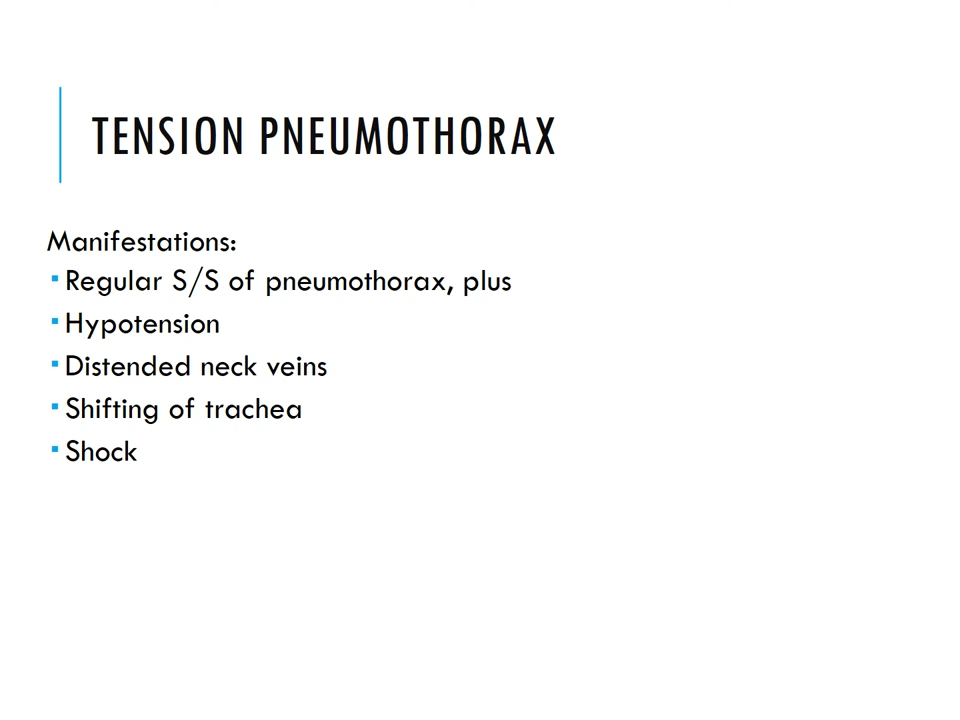 TENSION PNEUMOTHORAX
Manifestations:
▪Regular S/S of pneumothorax, plus
▪Hypotension
▪Distended neck veins
▪Shifting of trachea
▪Shock